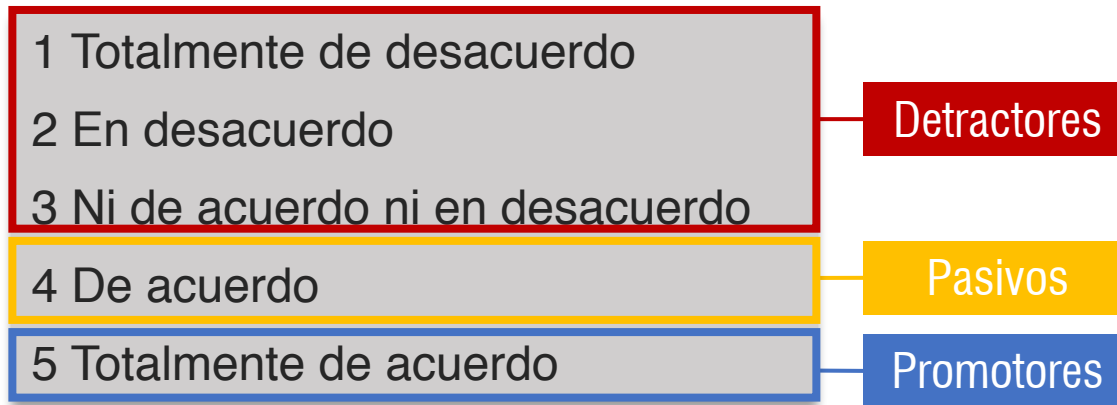 1 Totalmente de desacuerdo
2 En desacuerdo
3 Ni de acuerdo ni en desacuerdo
Detractores
4 De acuerdo
Pasivos
5 Totalmente de acuerdo
Promotores